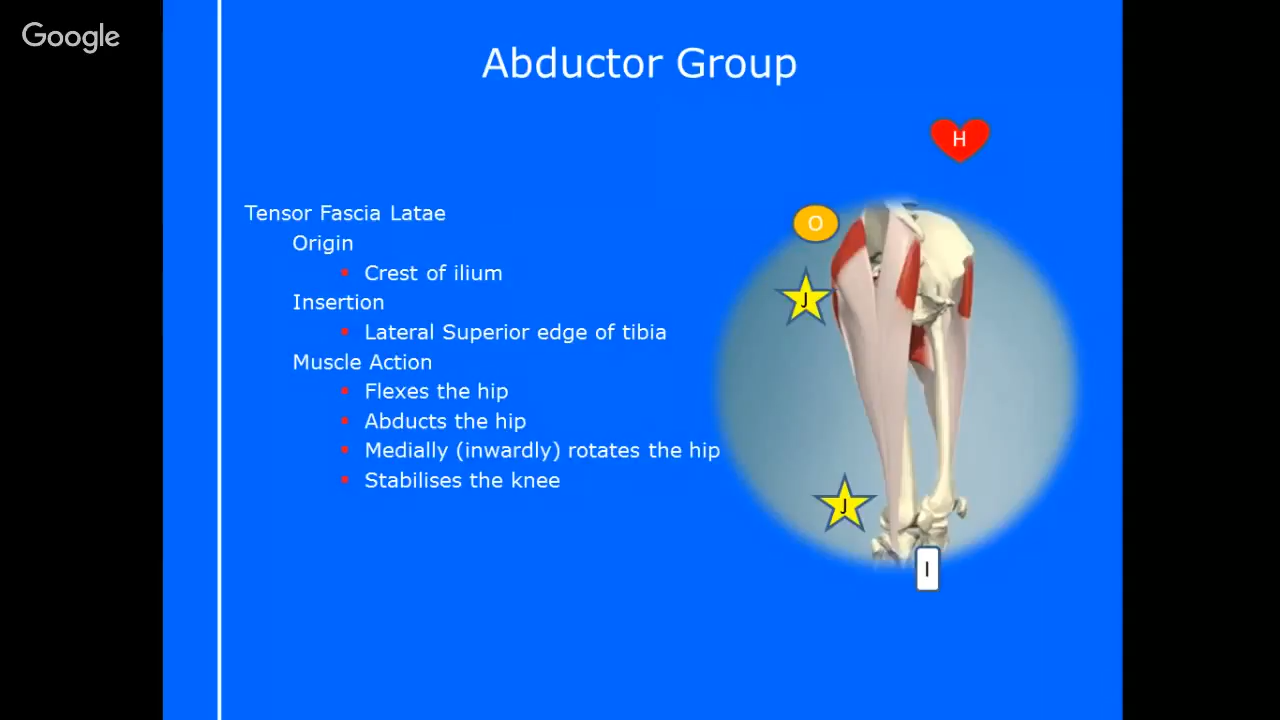 Google
Abductor Group
H
Tensor Fascia Latae
O
Origin
Crest of ilium
J
Insertion
Lateral Superior edge of tibia
Muscle Action
Flexes the hip
Abducts the hip
Medially (inwardly) rotates the hip
Stabilises the knee
J
I